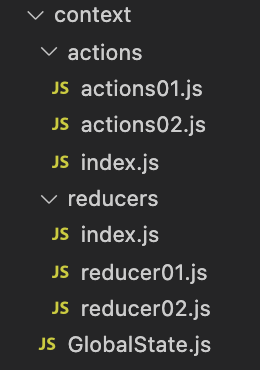 context
actions
JS actions01.js
JS actions02.js
JS index.js
reducers
JS index.js
JS reducer01.js
JS reducer02.js
JS GlobalState.js